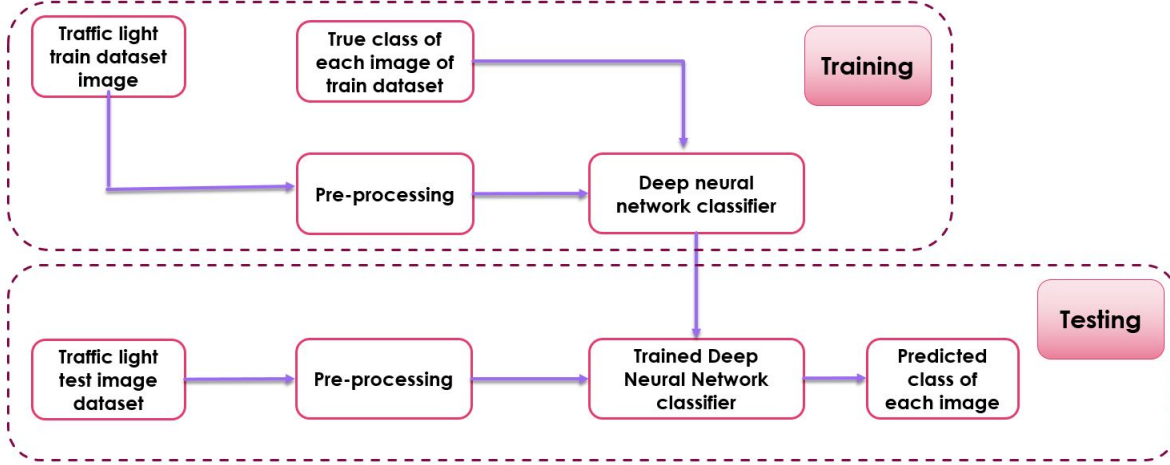 Traffic light
train dataset
image
True class of
each image of
train dataset
Training
Pre-processing
Deep neural
network classifier
Testing
Traffic light
test image
dataset
Pre-processing
Trained Deep
Neural Network
classifier
Predicted
class of
each image